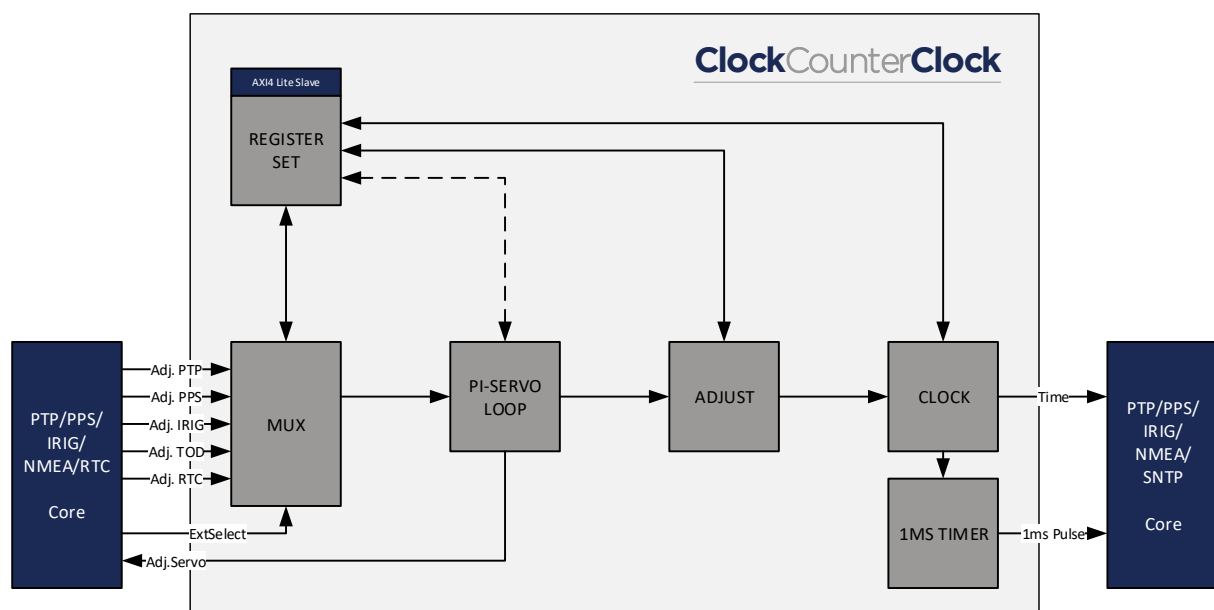 ClockCounterClock
AXI4 Lite Slave
REGISTER
SET
PTP/PPS/
IRIG/
NMEA/RTC
Core
Adj. PTP
Adj. PPS
Adj. IRIG
Adj. TOD
Adj. RTC
ExtSelect
Adj.Servo
MUX
PI-SERVO
LOOP
ADJUST
CLOCK
1MS TIMER
Time
1ms Pulse
PTP/PPS/
IRIG/
NMEA/
SNTP
Core